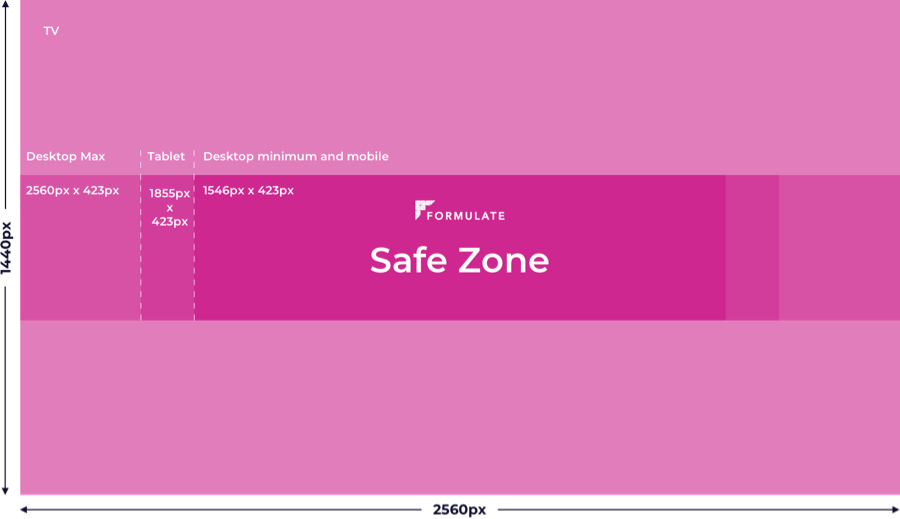 TV
Desktop Max
Tablet
Desktop minimum and mobile
2560px x 423px
1855px
x
423px
1546px x 423px
FORMULATE
Safe Zone
1440px
2560px